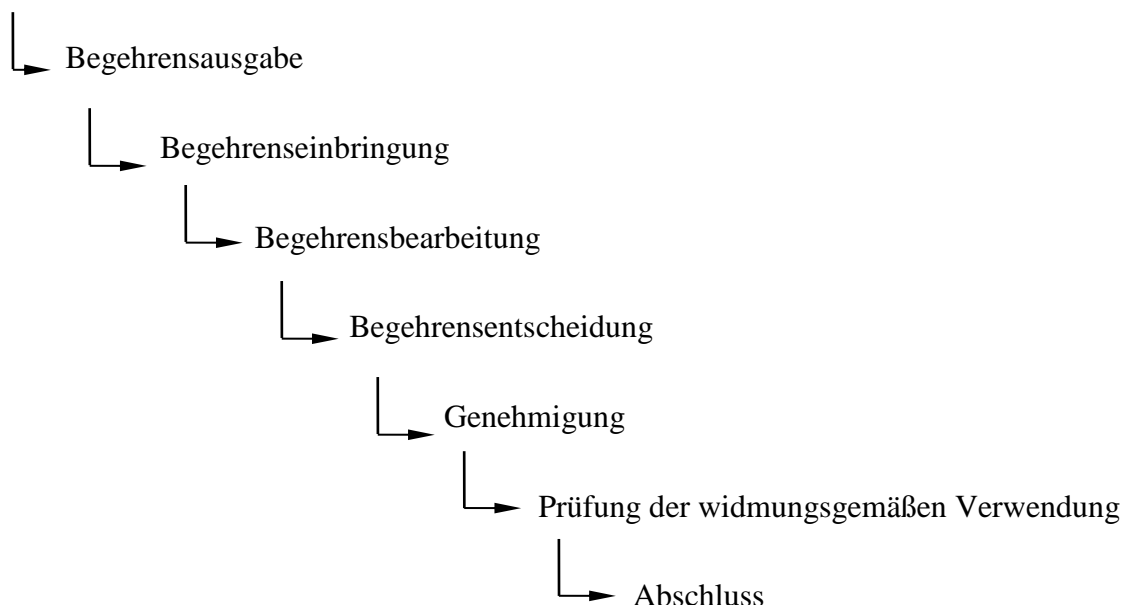 Begehrensausgabe
Begehrenseinbringung
Begehrensbearbeitung
Begehrensentscheidung
Genehmigung
Prüfung der widmungsgemäßen Verwendung
Abschluss